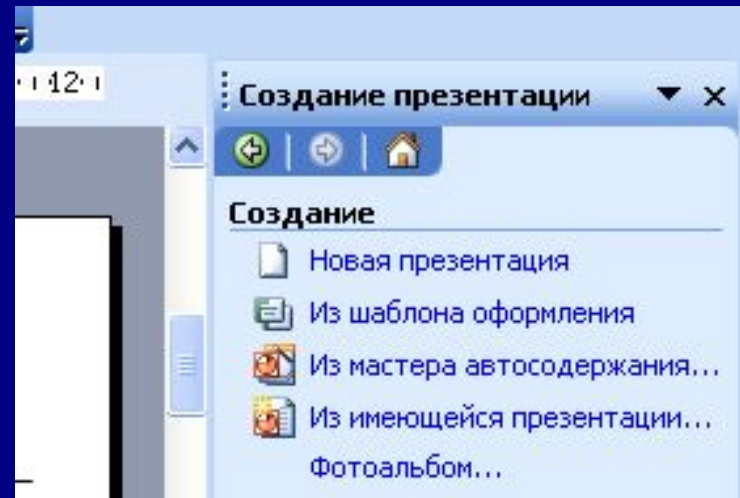 12
Создание презентации
Создание
Новая презентация
Из шаблона оформления
Из мастера автосодержания...
Из имеющейся презентации...
Фотоальбом...